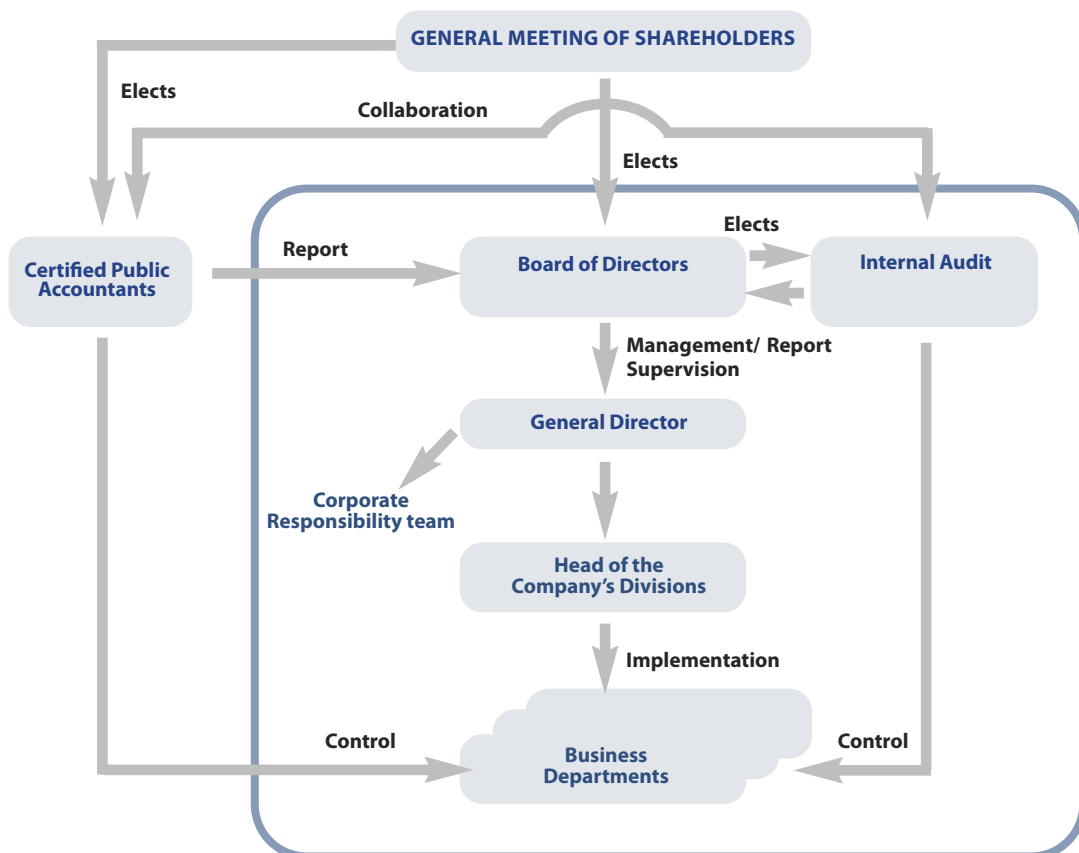 GENERAL MEETING OF SHAREHOLDERS
Elects
Collaboration
Elects
Elects
Report
Certified Public
Accountants
Board of Directors
Internal Audit
Management/ Report
Supervision
General Director
Corporate
Responsibility team
Head of the
Company’s Divisions
Implementation
Control
Business
Departments
Control